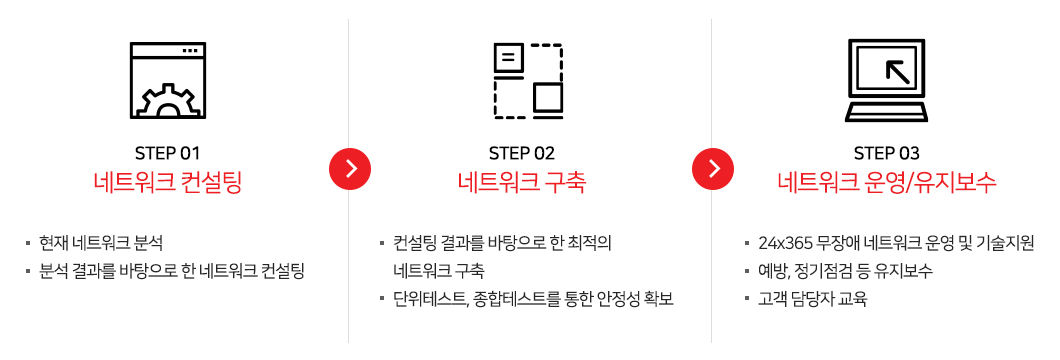 STEP 01
네트워크 컨설팅
▪ 현재 네트워크 분석
▪ 분석 결과를 바탕으로 한 네트워크 컨설팅
STEP 02
네트워크 구축
▪ 컨설팅 결과를 바탕으로 한 최적의
네트워크 구축
▪ 단위테스트, 종합테스트를 통한 안정성 확보
STEP 03
네트워크 운영/유지보수
▪ 24x365 무장애 네트워크 운영 및 기술지원
▪ 예방, 정기점검 등 유지보수
▪ 고객 담당자 교육